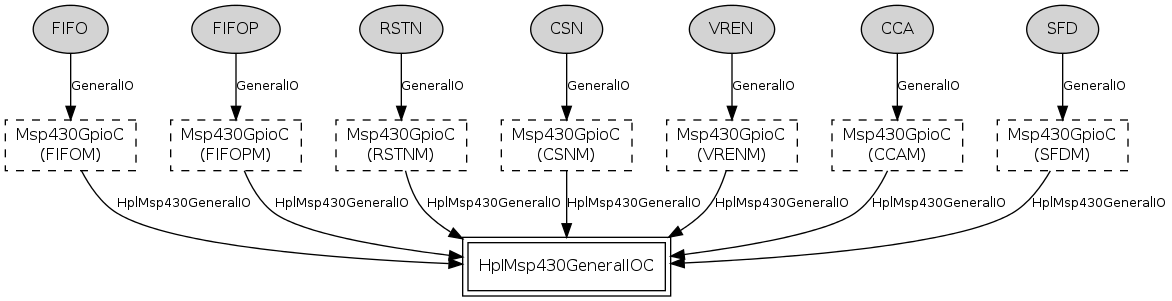 FIFO FIFOP RSTN CSN VREN CCA SFD
GeneralIO GeneralIO GeneralIO GeneralIO GeneralIO GeneralIO GeneralIO
Msp430GpioC Msp430GpioC Msp430GpioC Msp430GpioC Msp430GpioC Msp430GpioC Msp430GpioC
(FIFOM) (FIFOPM) (RSTNM) (CSNM) (VRENM) (CCAM) (SFDM)
HplMsp430GeneralIO HplMsp430GeneralIO HplMsp430GeneralIO HplMsp430GeneralIO HplMsp430GeneralIO HplMsp430GeneralIO HplMsp430GeneralIO
HplMsp430GeneralIOC